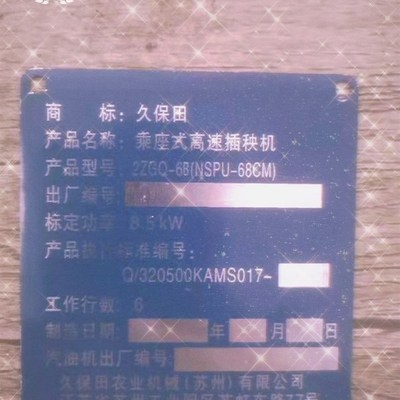 商 标：久保田
产品名称：乘座式高速插秧机
产品型号：2ZGQ-6B(NSPU-68CM)
出厂编号
标定功率：8.5kW
产品执行标准编号：
Q/320500KAMS017-
工作行数：6
制造日期： 年 月 日
汽油机出厂编号
久保田农业机械（苏州）有限公司